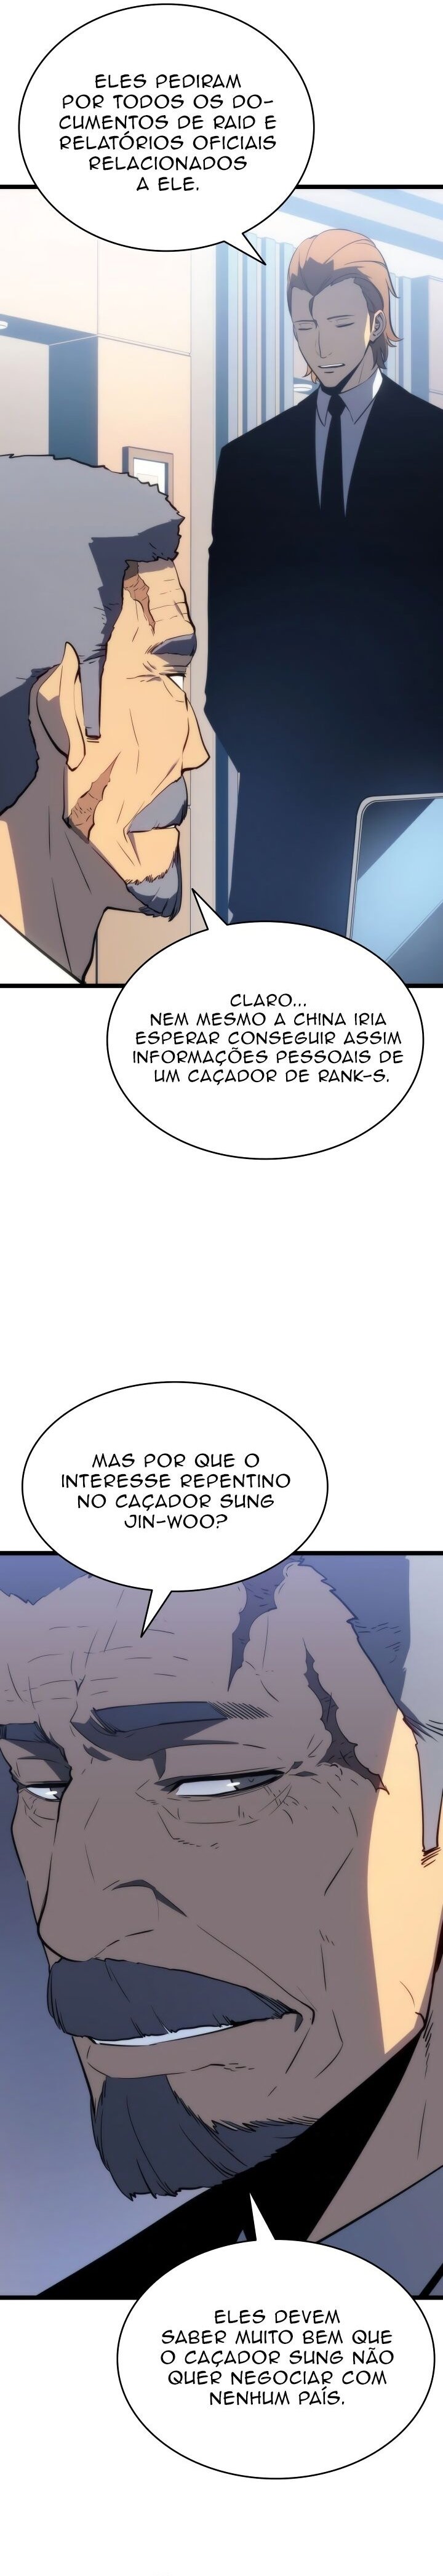 ELES PEDIRAM
POR TODOS OS DO-
CUMENTOS DE RAID E
RELATÓRIOS OFICIAIS
RELACIONADOS
A ELE.
CLARO...
NEM MESMO A CHINA IRIA
ESPERAR CONSEGUIR ASSIM
INFORMAÇÕES PESSOAIS DE
UM CAÇADOR DE RANK-S.
MAS POR QUE O
INTERESSE REPENTINO
NO CAÇADOR SUNG
JIN-WOO?
ELES DEVEM
SABER MUITO BEM QUE
O CAÇADOR SUNG NÃO
QUER NEGOCIAR COM
NENHUM PAÍS.